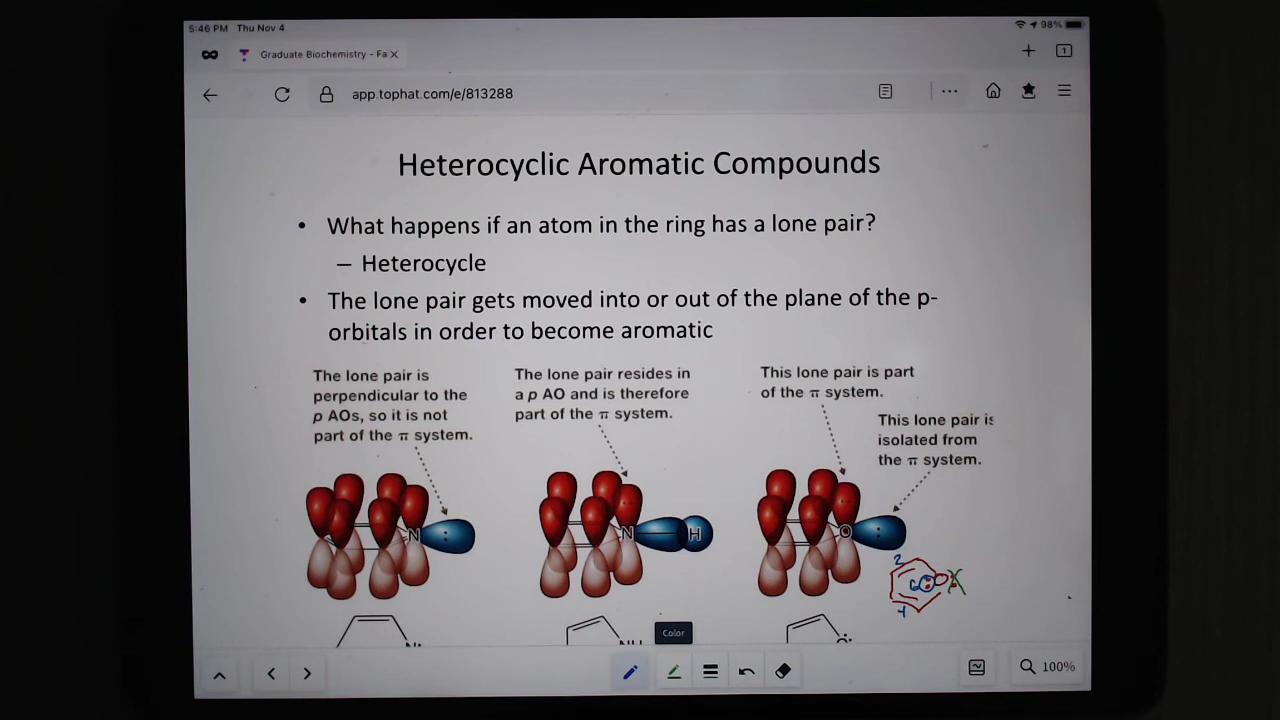 5:46 PM Thu Nov 4
98%
Graduate Biochemistry - Fa X
1
app.tophat.com/e/813288
Heterocyclic Aromatic Compounds
• What happens if an atom in the ring has a lone pair?
– Heterocycle
• The lone pair gets moved into or out of the plane of the p-
orbitals in order to become aromatic
The lone pair is
perpendicular to the
p AOs, so it is not
part of the π system.
The lone pair resides in
a p AO and is therefore
part of the π system.
This lone pair is part
of the π system.
This lone pair is
isolated from
the π system.
N
N H
O
2
6
O
4
Color
100%